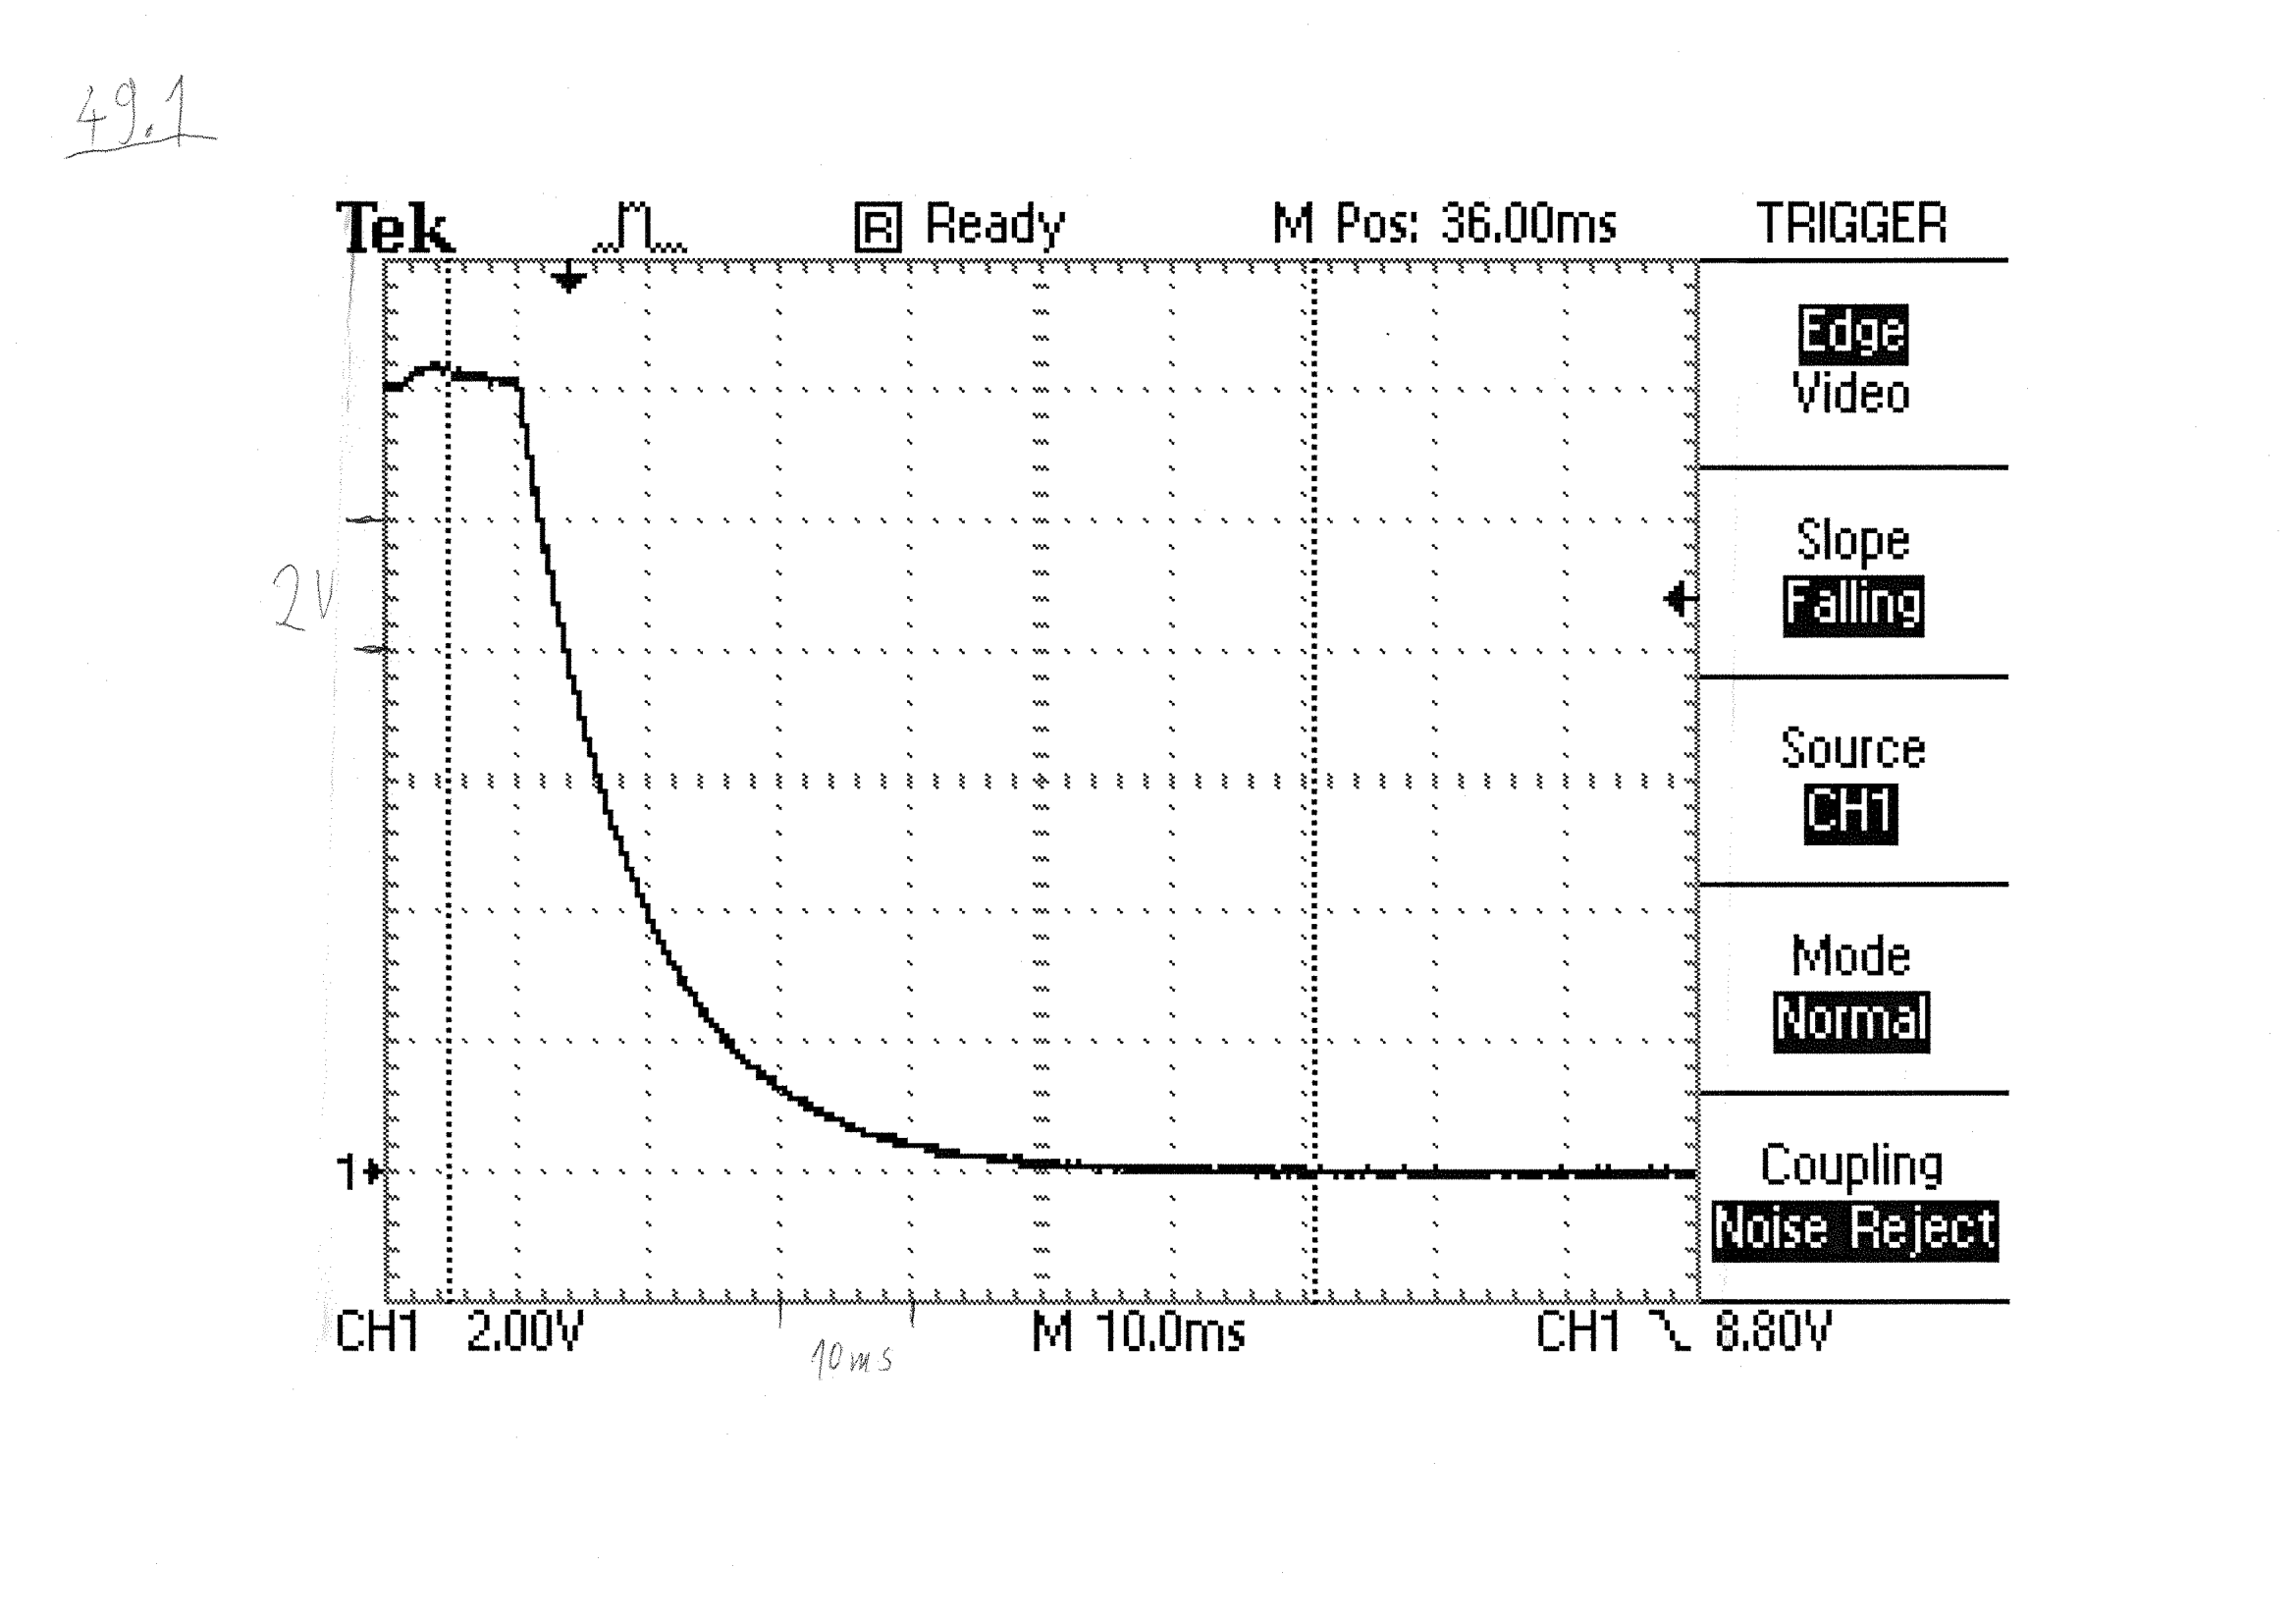 49.1
Tek R Ready M Pos: 36.00ms TRIGGER
Edge
Video
Slope
Falling
2V
Source
CH1
Mode
Normal
Coupling
Noise Reject
1
CH1 2.00V M 10.0ms CH1 8.80V
10ms